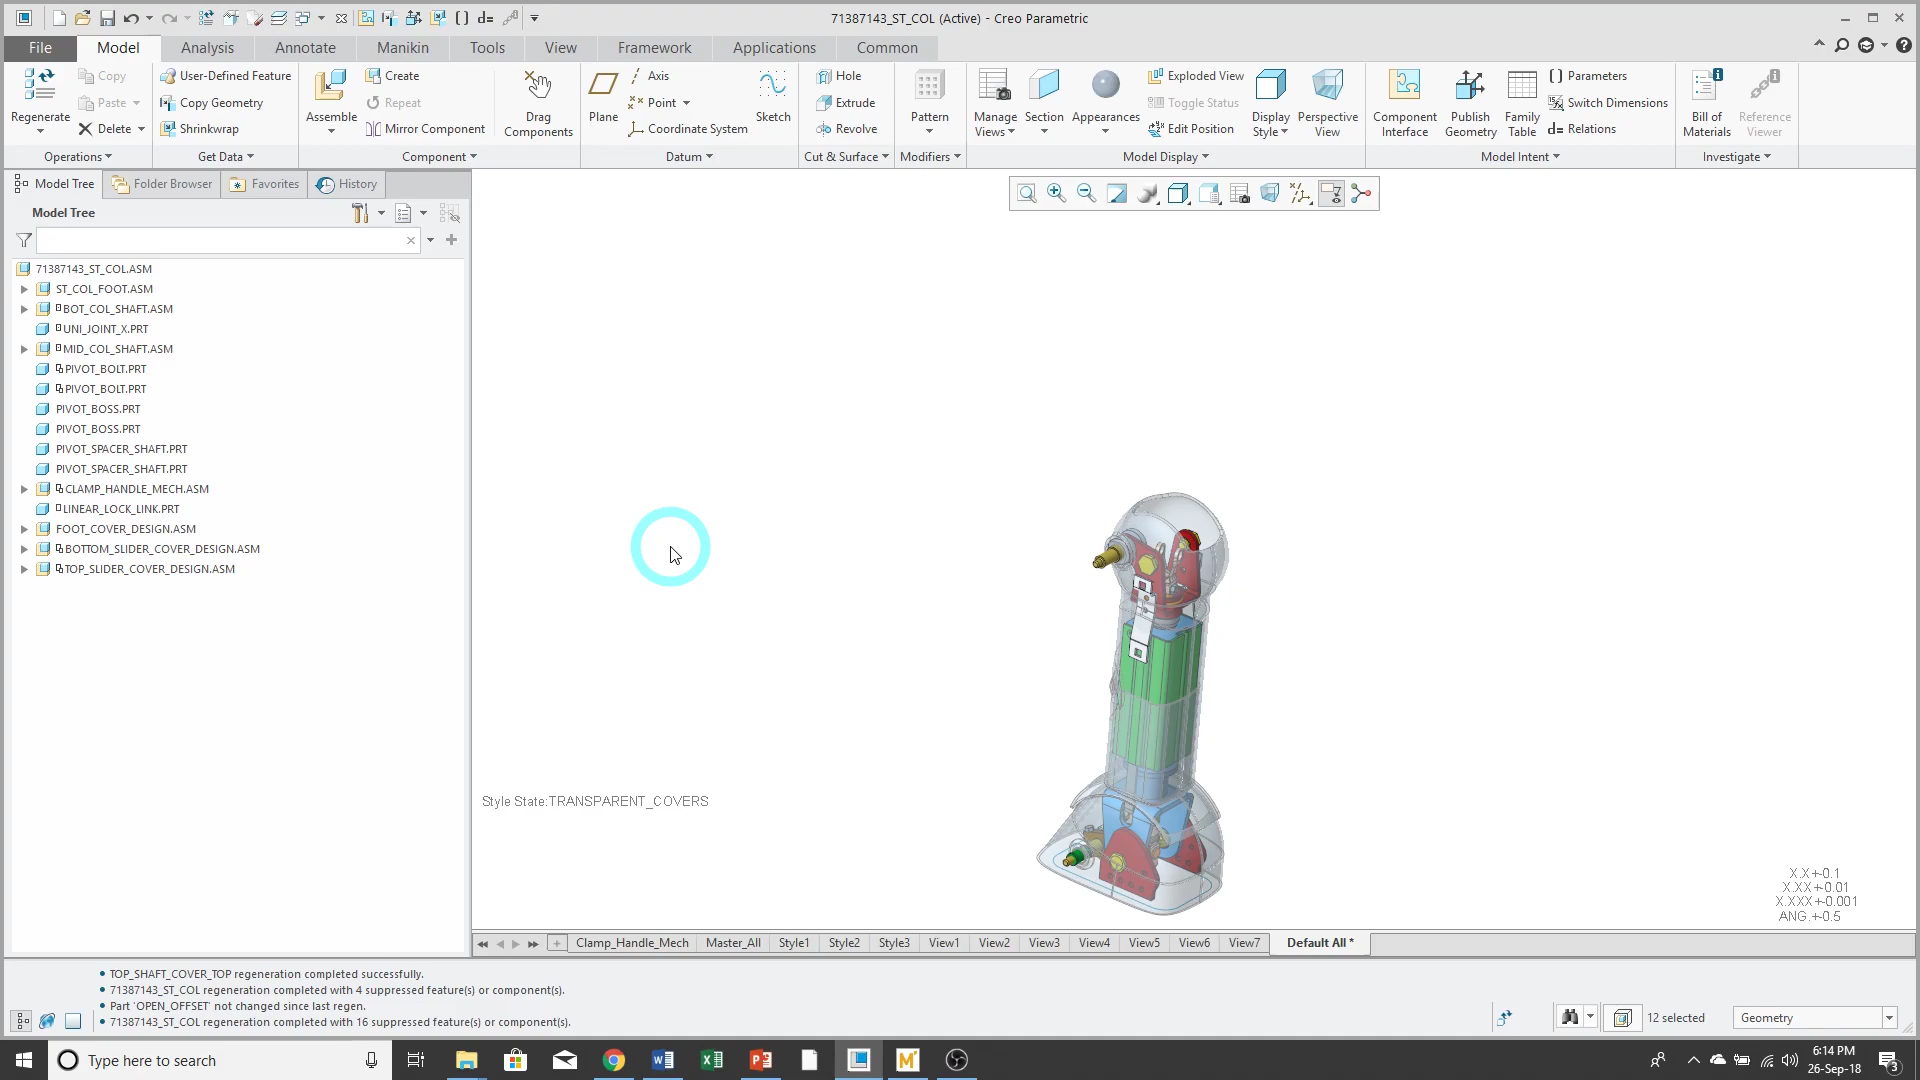 71387143_ST_COL (Active) - Creo Parametric
File Model Analysis Annotate Manikin Tools View Framework Applications Common
Regenerate
Copy
Paste
Delete
Operations
User-Defined Feature
Copy Geometry
Shrinkwrap
Get Data
Assemble
Create
Repeat
Mirror Component
Drag
Components
Component
Plane
Axis
Point
Coordinate System
Sketch
Datum
Hole
Extrude
Revolve
Cut & Surface
Pattern
Modifiers
Manage
Views
Section
Appearances
Exploded View
Toggle Status
Edit Position
Display
Style
Perspective
View
Model Display
Component
Interface
Publish
Geometry
Family
Table
Parameters
Switch Dimensions
d= Relations
Model Intent
Bill of
Materials
Reference
Viewer
Investigate
Model Tree Folder Browser Favorites History
Model Tree
71387143_ST_COL.ASM
ST_COL_FOOT.ASM
BOT_COL_SHAFT.ASM
UNI_JOINT_X.PRT
MID_COL_SHAFT.ASM
PIVOT_BOLT.PRT
PIVOT_BOLT.PRT
PIVOT_BOSS.PRT
PIVOT_BOSS.PRT
PIVOT_SPACER_SHAFT.PRT
PIVOT_SPACER_SHAFT.PRT
CLAMP_HANDLE_MECH.ASM
LINEAR_LOCK_LINK.PRT
FOOT_COVER_DESIGN.ASM
BOTTOM_SLIDER_COVER_DESIGN.ASM
TOP_SLIDER_COVER_DESIGN.ASM
Style State:TRANSPARENT_COVERS
X.X+-0.1
X.XX+-0.01
X.XXX+-0.001
ANG.+-0.5
Clamp_Handle_Mech Master_All Style1 Style2 Style3 View1 View2 View3 View4 View5 View6 View7 Default All *
• TOP_SHAFT_COVER_TOP regeneration completed successfully.
• 71387143_ST_COL regeneration completed with 4 suppressed feature(s) or component(s).
• Part 'OPEN_OFFSET' not changed since last regen.
• 71387143_ST_COL regeneration completed with 16 suppressed feature(s) or component(s).
12 selected
Geometry
Type here to search
6:14 PM
26-Sep-18
3